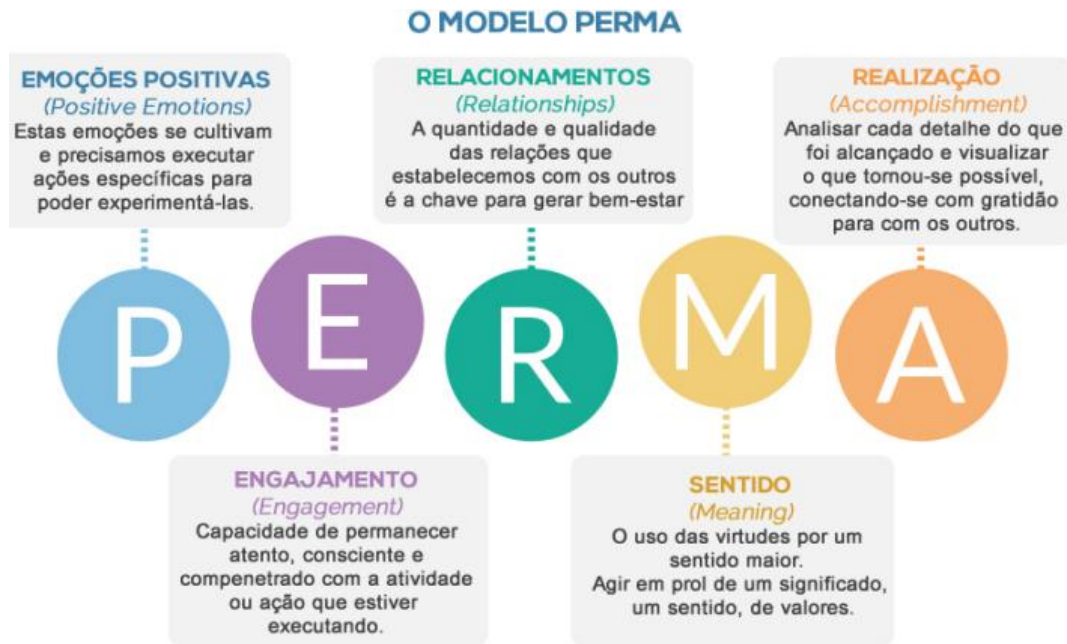 O MODELO PERMA
EMOÇÕES POSITIVAS
(Positive Emotions)
Estas emoções se cultivam
e precisamos executar
ações específicas para
poder experimentá-las.
RELACIONAMENTOS
(Relationships)
A quantidade e qualidade
das relações que
estabelecemos com os outros
é a chave para gerar bem-estar
REALIZAÇÃO
(Accomplishment)
Analisar cada detalhe do que
foi alcançado e visualizar
o que tornou-se possível,
conectando-se com gratidão
para com os outros.
P
E
R
M
A
ENGAJAMENTO
(Engagement)
Capacidade de permanecer
atento, consciente e
compenetrado com a atividade
ou ação que estiver
executando.
SENTIDO
(Meaning)
O uso das virtudes por um
sentido maior.
Agir em prol de um significado,
um sentido, de valores.